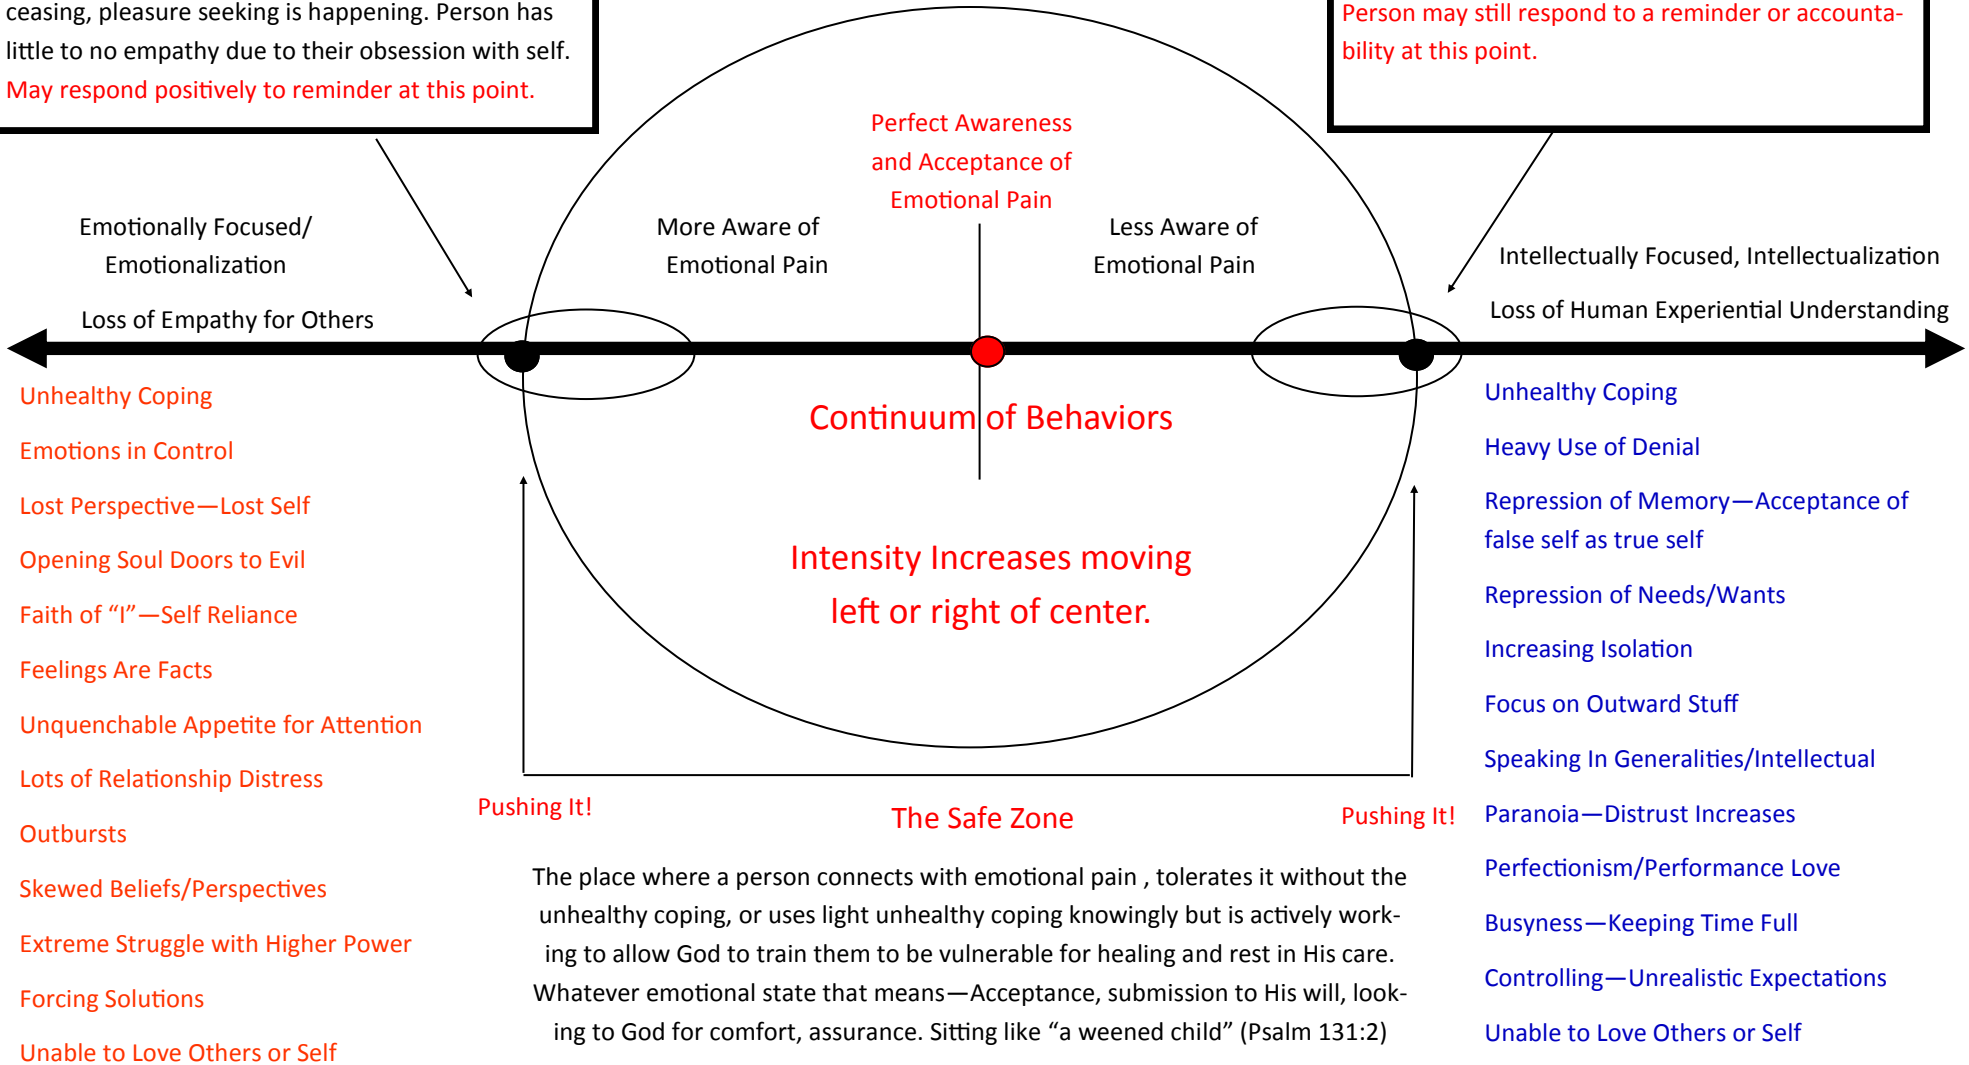 ceasing, pleasure seeking is happening. Person has
little to no empathy due to their obsession with self.
May respond positively to reminder at this point.
Person may still respond to a reminder or accounta-
bility at this point.
Perfect Awareness
and Acceptance of
Emotional Pain
Emotionally Focused/
Emotionalization
Loss of Empathy for Others
More Aware of
Emotional Pain
Less Aware of
Emotional Pain
Intellectually Focused, Intellectualization
Loss of Human Experiential Understanding
Continuum of Behaviors
Intensity Increases moving
left or right of center.
Unhealthy Coping
Emotions in Control
Lost Perspective—Lost Self
Opening Soul Doors to Evil
Faith of “I”—Self Reliance
Feelings Are Facts
Unquenchable Appetite for Attention
Lots of Relationship Distress
Outbursts
Skewed Beliefs/Perspectives
Extreme Struggle with Higher Power
Forcing Solutions
Unable to Love Others or Self
Pushing It!
The Safe Zone
Pushing It!
The place where a person connects with emotional pain , tolerates it without the
unhealthy coping, or uses light unhealthy coping knowingly but is actively work-
ing to allow God to train them to be vulnerable for healing and rest in His care.
Whatever emotional state that means—Acceptance, submission to His will, look-
ing to God for comfort, assurance. Sitting like “a weened child” (Psalm 131:2)
Unhealthy Coping
Heavy Use of Denial
Repression of Memory—Acceptance of
false self as true self
Repression of Needs/Wants
Increasing Isolation
Focus on Outward Stuff
Speaking In Generalities/Intellectual
Paranoia—Distrust Increases
Perfectionism/Performance Love
Busyness—Keeping Time Full
Controlling—Unrealistic Expectations
Unable to Love Others or Self